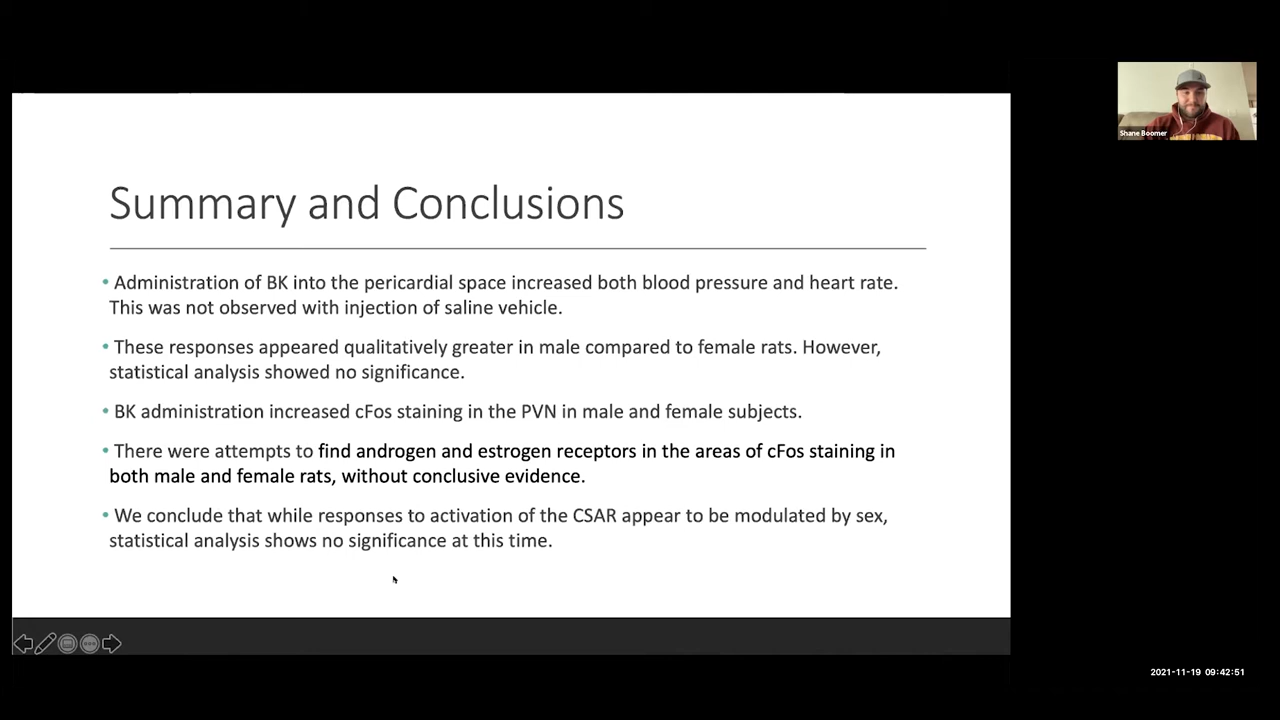 Shane Boomer
Summary and Conclusions
• Administration of BK into the pericardial space increased both blood pressure and heart rate.
This was not observed with injection of saline vehicle.
• These responses appeared qualitatively greater in male compared to female rats. However,
statistical analysis showed no significance.
• BK administration increased cFos staining in the PVN in male and female subjects.
• There were attempts to find androgen and estrogen receptors in the areas of cFos staining in
both male and female rats, without conclusive evidence.
• We conclude that while responses to activation of the CSAR appear to be modulated by sex,
statistical analysis shows no significance at this time.
2021-11-19 09:42:51